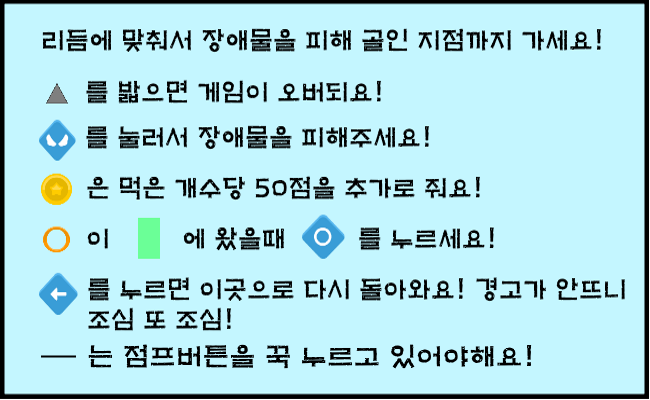 리듬에 맞춰서 장애물을 피해 골인 지점까지 가세요!
를 밟으면 게임이 오버되요!
를 눌러서 장애물을 피해주세요!
은 먹은 개수당 50점을 추가로 줘요!
이 에 왔을때 를 누르세요!
를 누르면 이곳으로 다시 돌아와요! 경고가 안뜨니
조심 또 조심!
는 점프버튼을 꾹 누르고 있어야해요!